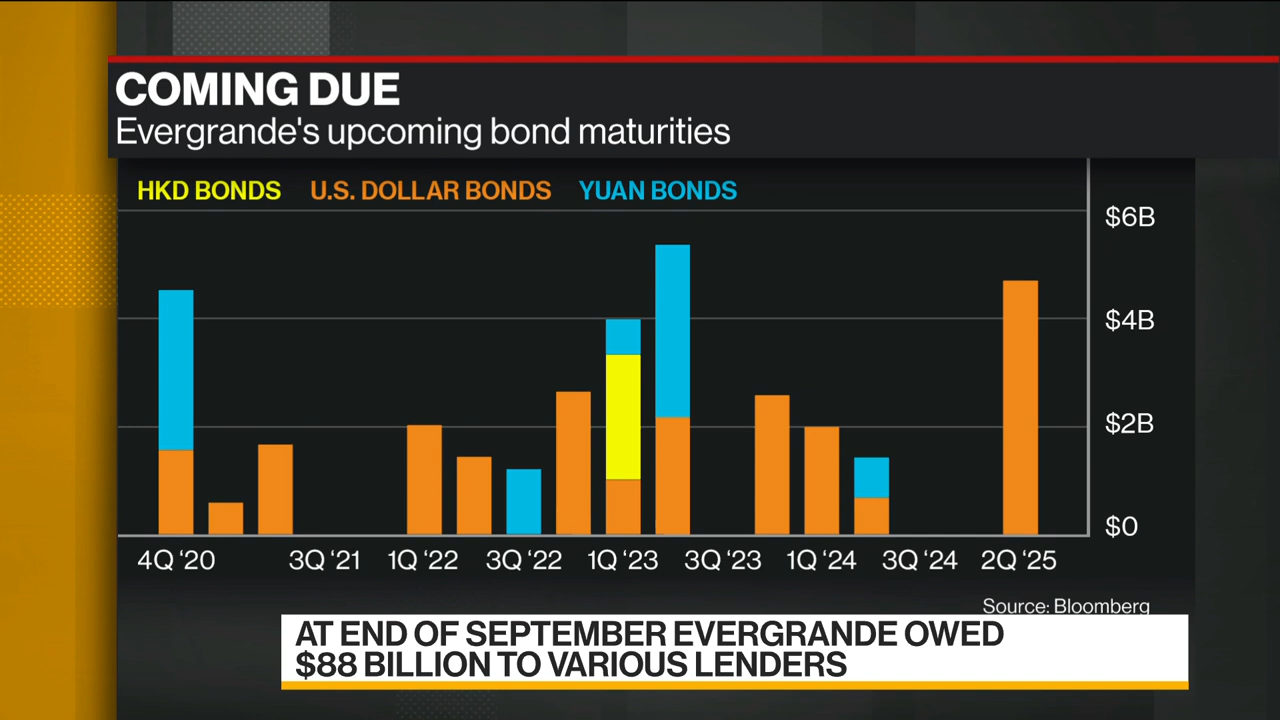 COMING DUE
Evergrande's upcoming bond maturities
HKD BONDS U.S. DOLLAR BONDS YUAN BONDS
$6B
$4B
$2B
$0
4Q ‘20 3Q ‘21 1Q ‘22 3Q ‘22 1Q ‘23 3Q ‘23 1Q ‘24 3Q ‘24 2Q ‘25
Source: Bloomberg
AT END OF SEPTEMBER EVERGRANDE OWED
$88 BILLION TO VARIOUS LENDERS